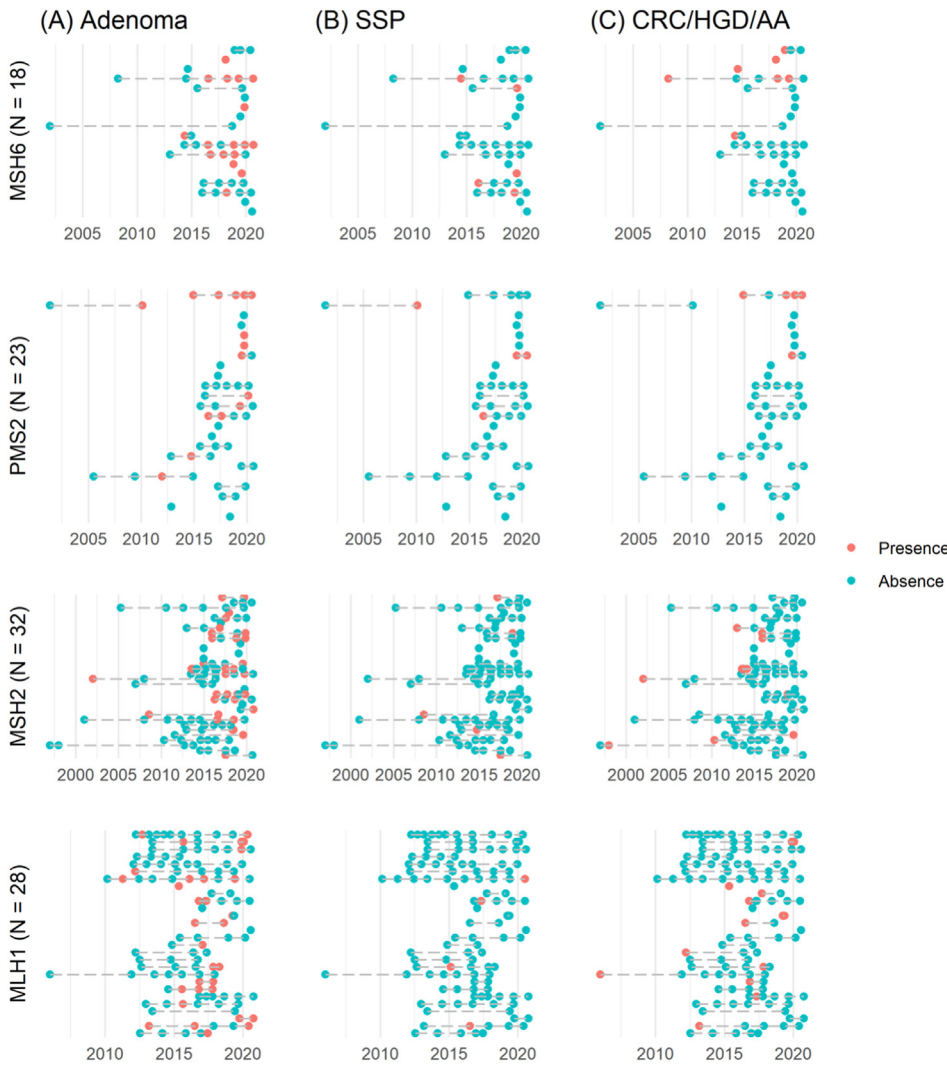 (A) Adenoma (B) SSP (C) CRC/HGD/AA
MSH6 (N = 18)
2005 2010 2015 2020 2005 2010 2015 2020 2005 2010 2015 2020
PMS2 (N = 23)
2005 2010 2015 2020 2005 2010 2015 2020 2005 2010 2015 2020
Presence
Absence
MSH2 (N = 32)
2000 2005 2010 2015 2020 2000 2005 2010 2015 2020 2000 2005 2010 2015 2020
MLH1 (N = 28)
2010 2015 2020 2010 2015 2020 2010 2015 2020